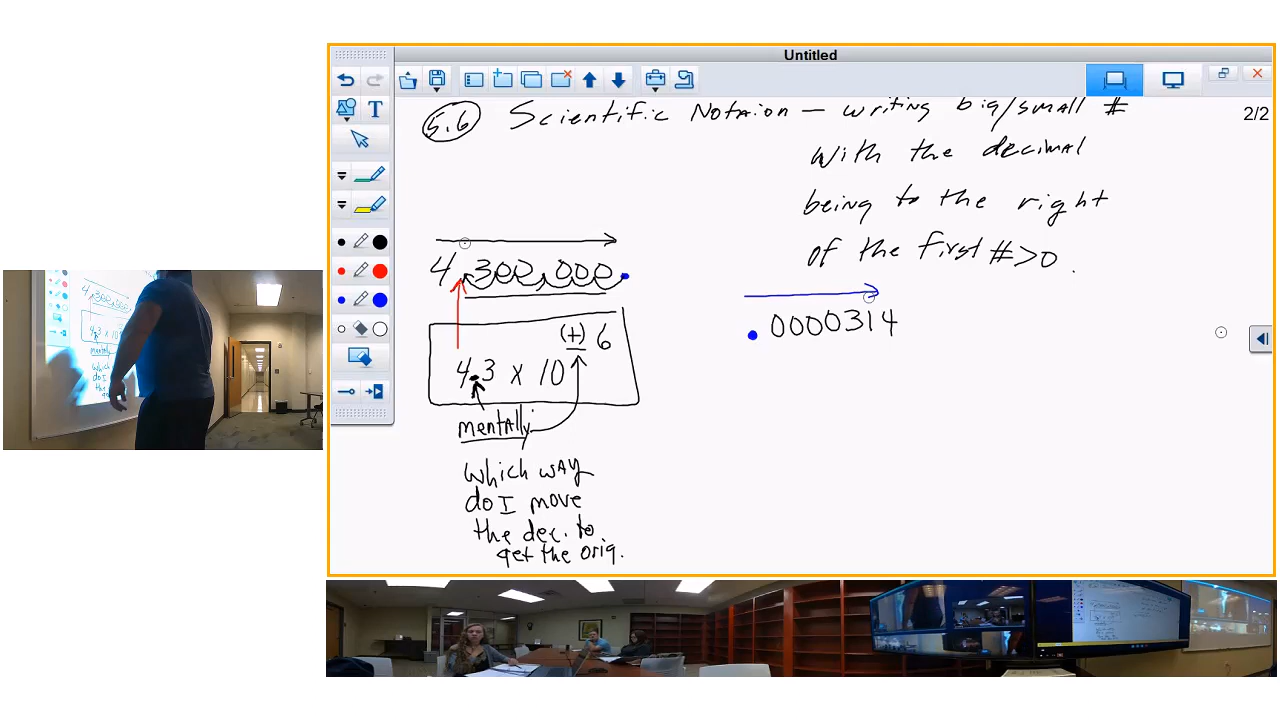 Untitled
2/2
5.6 Scientific Notaion — writing big/small #
with the decimal
being to the right
of the first # > 0.
4,300,000.
.0000314
(+) 6
4.3 x 10
mentally
which way
do I move
the dec. to
get the orig.